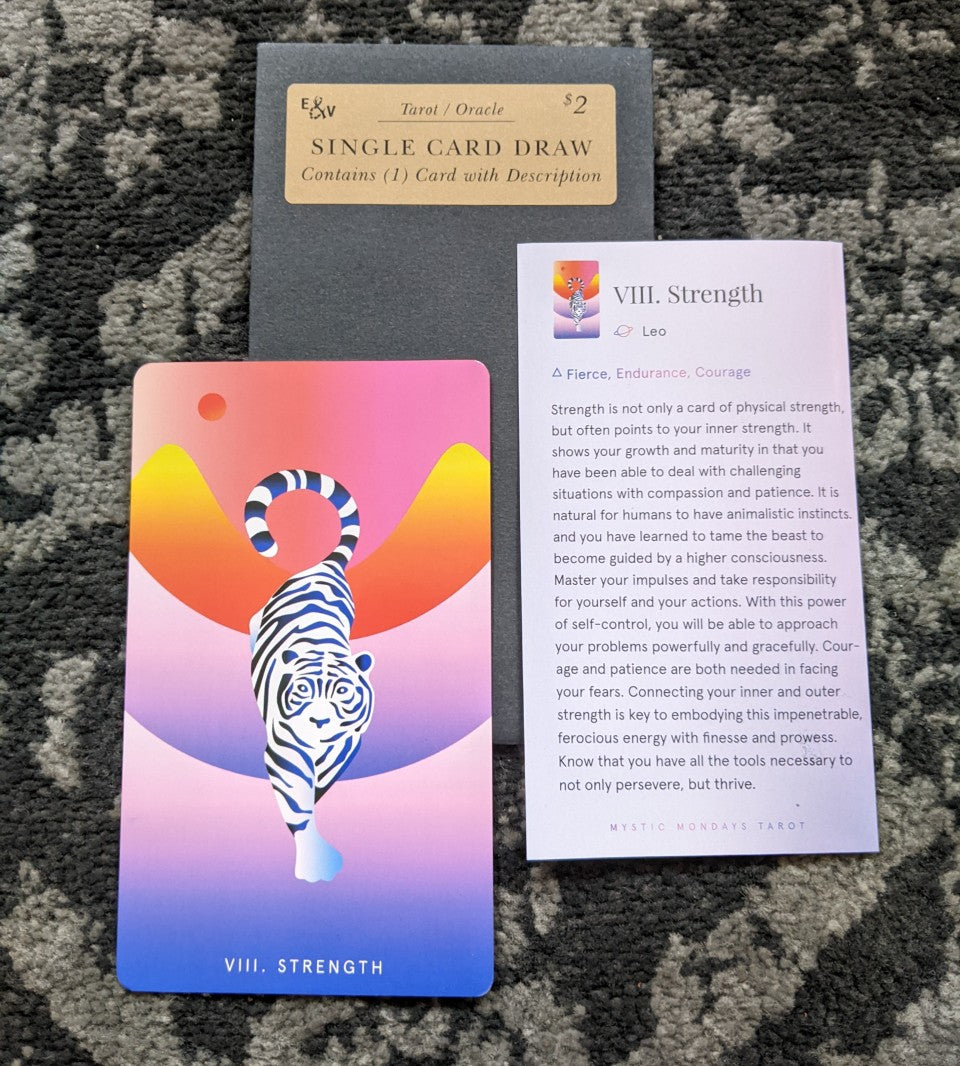 E&V
Tarot / Oracle
$2
SINGLE CARD DRAW
Contains (1) Card with Description
VIII. Strength
Leo
Fierce, Endurance, Courage
Strength is not only a card of physical strength,
but often points to your inner strength. It
shows your growth and maturity in that you
have been able to deal with challenging
situations with compassion and patience. It is
natural for humans to have animalistic instincts.
and you have learned to tame the beast to
become guided by a higher consciousness.
Master your impulses and take responsibility
for yourself and your actions. With this power
of self-control, you will be able to approach
your problems powerfully and gracefully. Cour-
age and patience are both needed in facing
your fears. Connecting your inner and outer
strength is key to embodying this impenetrable,
ferocious energy with finesse and prowess.
Know that you have all the tools necessary to
not only persevere, but thrive.
MYSTIC MONDAYS TAROT
VIII. STRENGTH